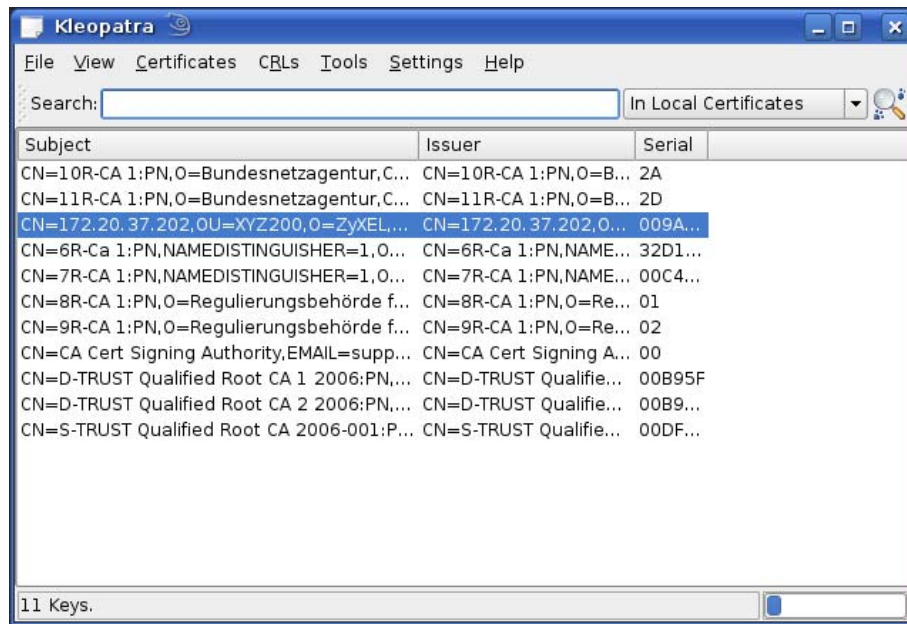 Kleopatra
File View Certificates CRLs Tools Settings Help
Search: In Local Certificates
Subject Issuer Serial
CN=10R-CA 1:PN,O=Bundesnetzagentur,C... CN=10R-CA 1:PN,O=B... 2A
CN=11R-CA 1:PN,O=Bundesnetzagentur,C... CN=11R-CA 1:PN,O=B... 2D
CN=172.20.37.202,OU=XYZ200,O=ZyXEL,... CN=172.20.37.202,O... 009A...
CN=6R-Ca 1:PN,NAMEDISTINGUISHER=1,O... CN=6R-Ca 1:PN,NAME... 32D1...
CN=7R-CA 1:PN,NAMEDISTINGUISHER=1,O... CN=7R-CA 1:PN,NAME... 00C4...
CN=8R-CA 1:PN,O=Regulierungsbehörde f... CN=8R-CA 1:PN,O=Re... 01
CN=9R-CA 1:PN,O=Regulierungsbehörde f... CN=9R-CA 1:PN,O=Re... 02
CN=CA Cert Signing Authority,EMAIL=supp... CN=CA Cert Signing A... 00
CN=D-TRUST Qualified Root CA 1 2006:PN,... CN=D-TRUST Qualifie... 00B95F
CN=D-TRUST Qualified Root CA 2 2006:PN,... CN=D-TRUST Qualifie... 00B9...
CN=S-TRUST Qualified Root CA 2006-001:P... CN=S-TRUST Qualifie... 00DF...
11 Keys.